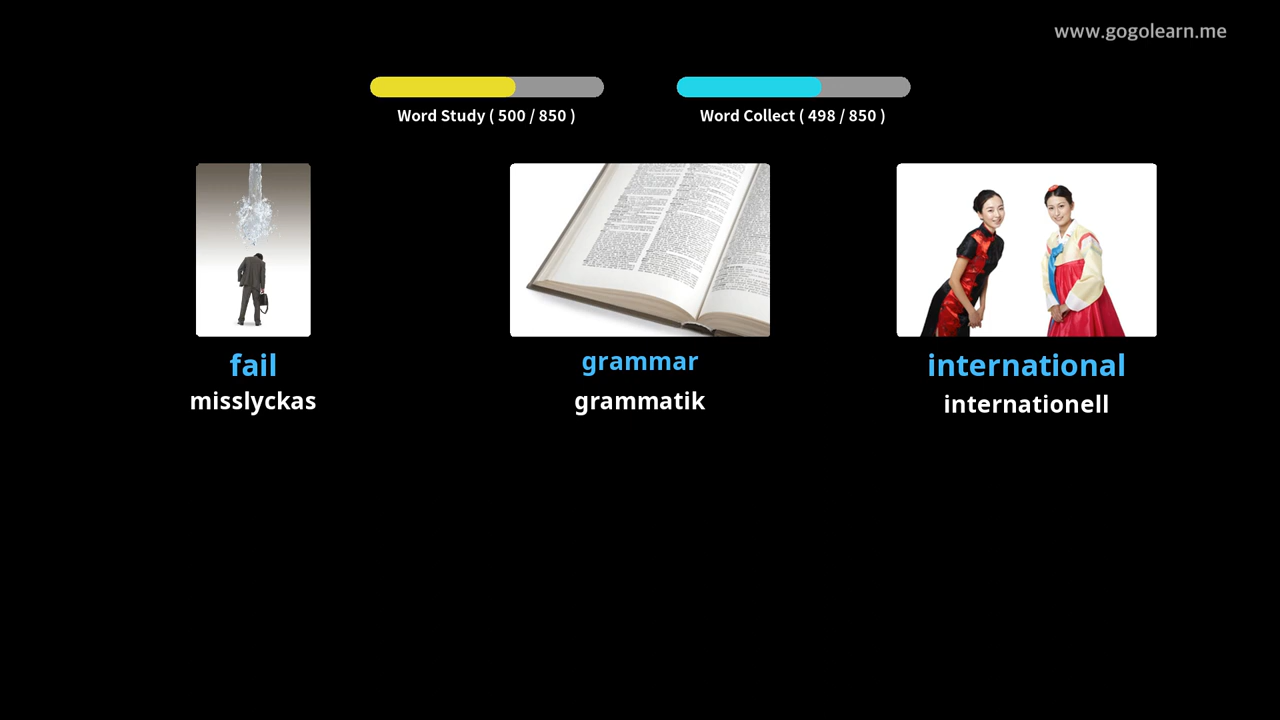 www.gogolearn.me
Word Study ( 500 / 850 )
Word Collect ( 498 / 850 )
fail
misslyckas
grammar
grammatik
international
internationell